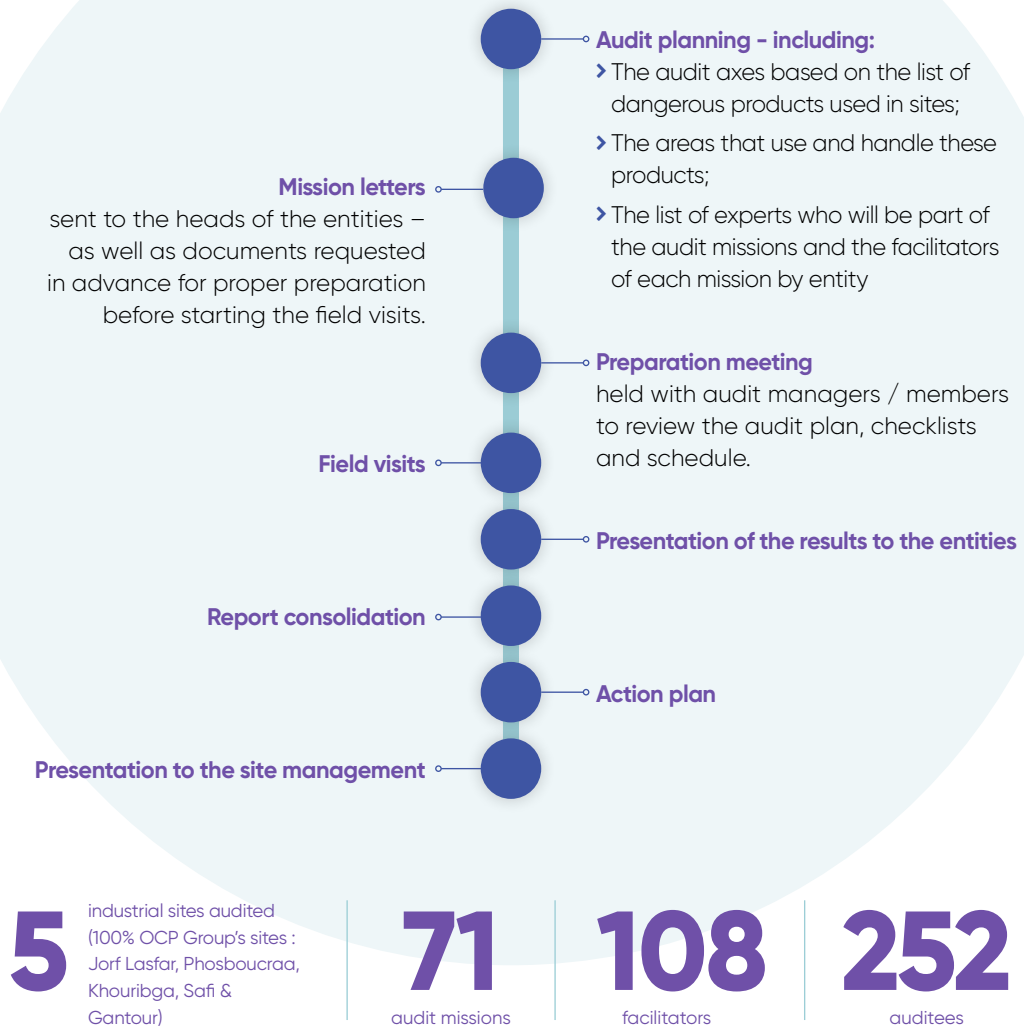 Audit planning - including:
The audit axes based on the list of
dangerous products used in sites;
The areas that use and handle these
products;
The list of experts who will be part of
the audit missions and the facilitators
of each mission by entity
Mission letters
sent to the heads of the entities –
as well as documents requested
in advance for proper preparation
before starting the field visits.
Preparation meeting
held with audit managers / members
to review the audit plan, checklists
and schedule.
Field visits
Presentation of the results to the entities
Report consolidation
Action plan
Presentation to the site management
5
industrial sites audited
(100% OCP Group's sites :
Jorf Lasfar, Phosboucraa,
Khouribga, Safi &
Gantour)
71
audit missions
108
facilitators
252
auditees